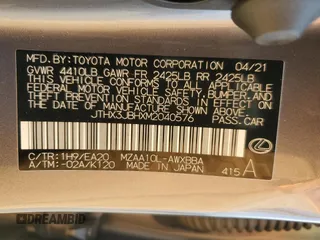 MFD.BY: TOYOTA MOTOR CORPORATION 04/21
GVWR 4410LB GAWR FR 2425LB RR 2425LB
THIS VEHICLE CONFORMS TO ALL APPLICABLE
FEDERAL MOTOR VEHICLE SAFETY, BUMPER, AND
THEFT PREVENTION STANDARDS IN EFFECT ON
THE DATE OF MANUFACTURE SHOWN ABOVE.
JTHX3JBHXM2040576 PASS.CAR
C/TR: 1H9/EA20 MZAA10L-AWXBBA
A/TM: -02A/K120 MADE IN JAPAN 415 A
DREAMBID